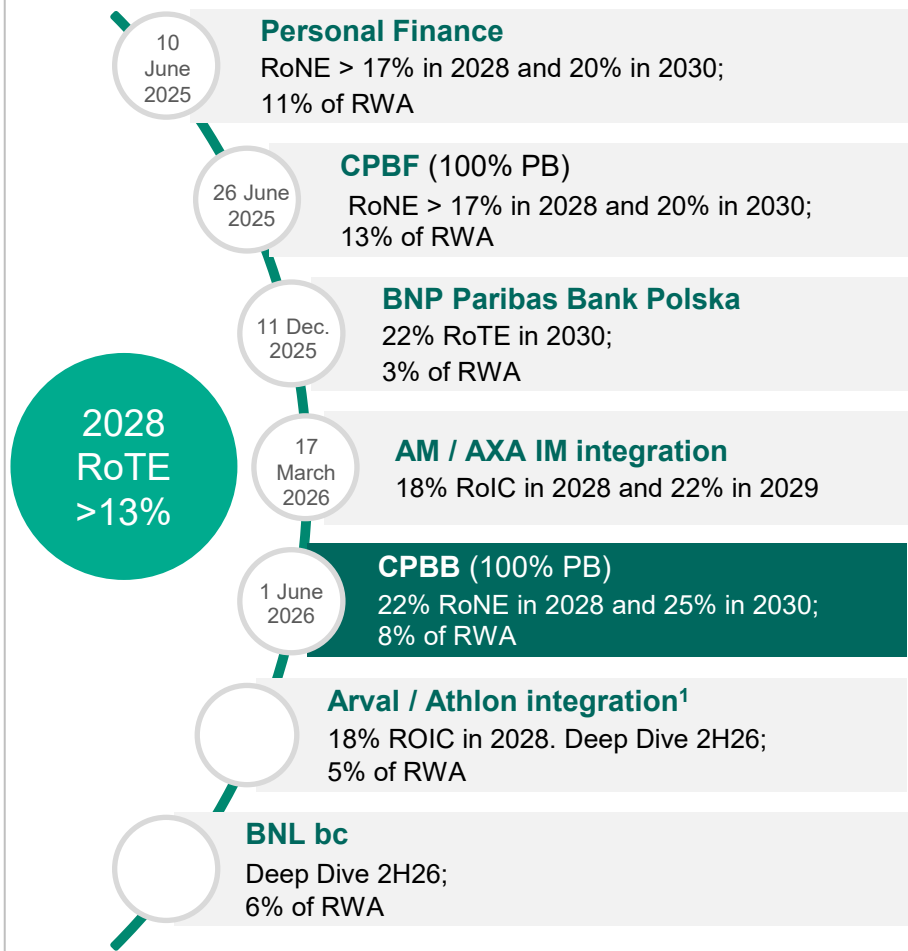 10
June
2025
Personal Finance
RoNE > 17% in 2028 and 20% in 2030;
11% of RWA
26 June
2025
CPBF (100% PB)
RoNE > 17% in 2028 and 20% in 2030;
13% of RWA
11 Dec.
2025
BNP Paribas Bank Polska
22% RoTE in 2030;
3% of RWA
2028
RoTE
>13%
17
March
2026
AM / AXA IM integration
18% RoIC in 2028 and 22% in 2029
1 June
2026
CPBB (100% PB)
22% RoNE in 2028 and 25% in 2030;
8% of RWA
Arval / Athlon integration¹
18% ROIC in 2028. Deep Dive 2H26;
5% of RWA
BNL bc
Deep Dive 2H26;
6% of RWA